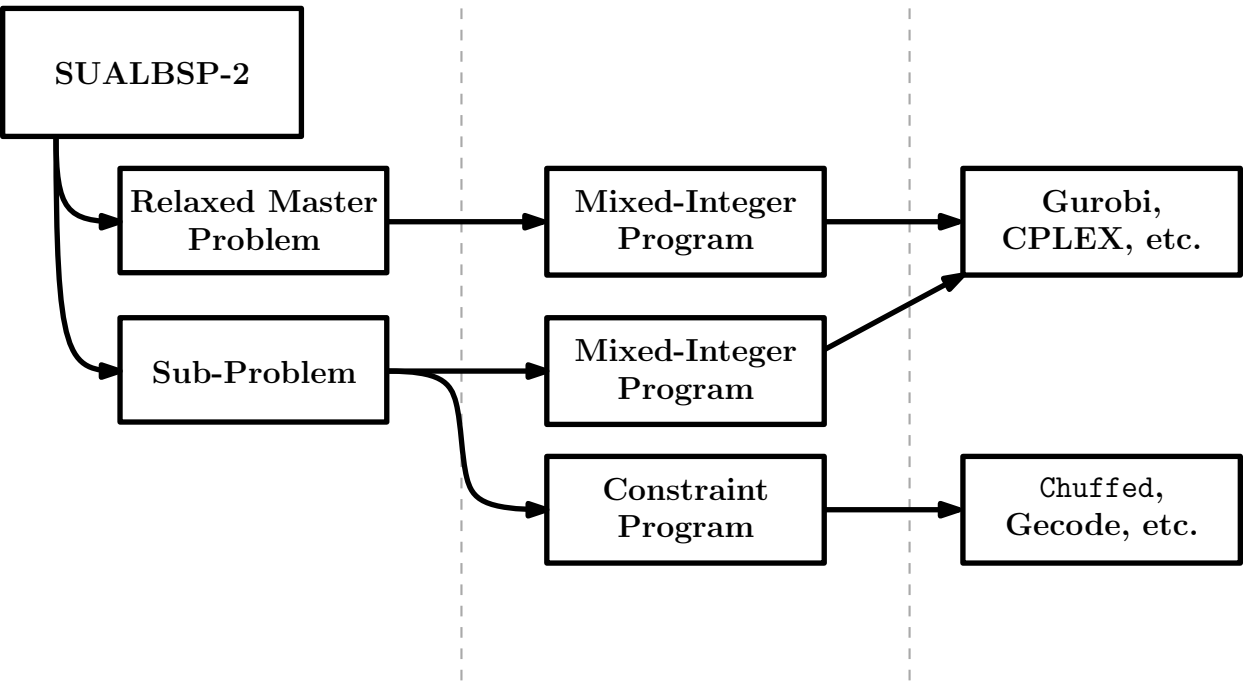 SUALBSP-2
Relaxed Master
Problem
Mixed-Integer
Program
Gurobi,
CPLEX, etc.
Sub-Problem
Mixed-Integer
Program
Constraint
Program
Chuffed,
Gecode, etc.